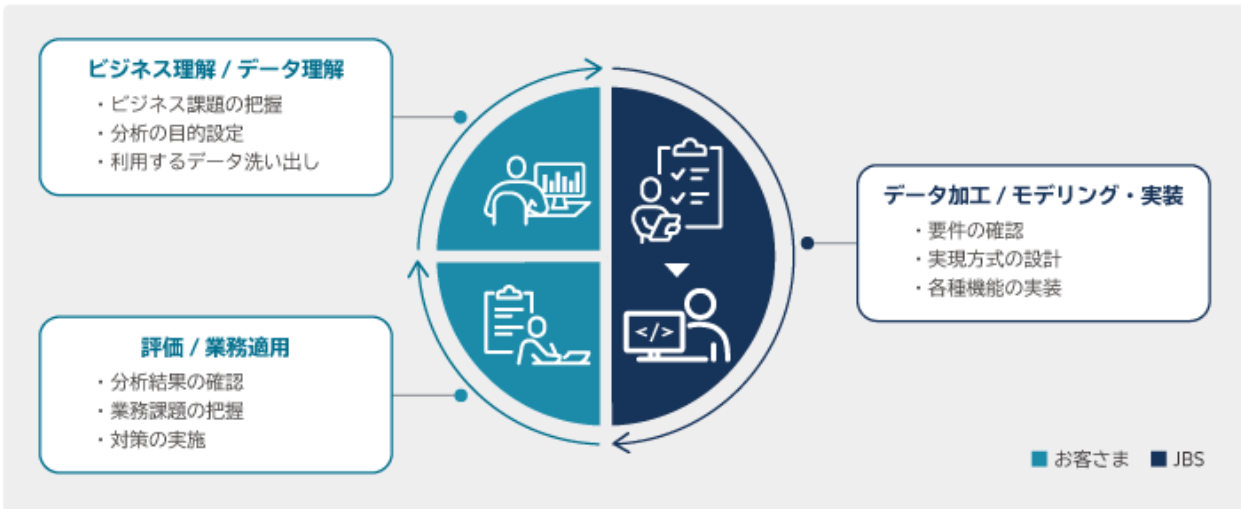 ビジネス理解 / データ理解
・ビジネス課題の把握
・分析の目的設定
・利用するデータ洗い出し
データ加工 / モデリング・実装
・要件の確認
・実現方式の設計
・各種機能の実装
</>
評価 / 業務適用
・分析結果の確認
・業務課題の把握
・対策の実施
お客さま JBS